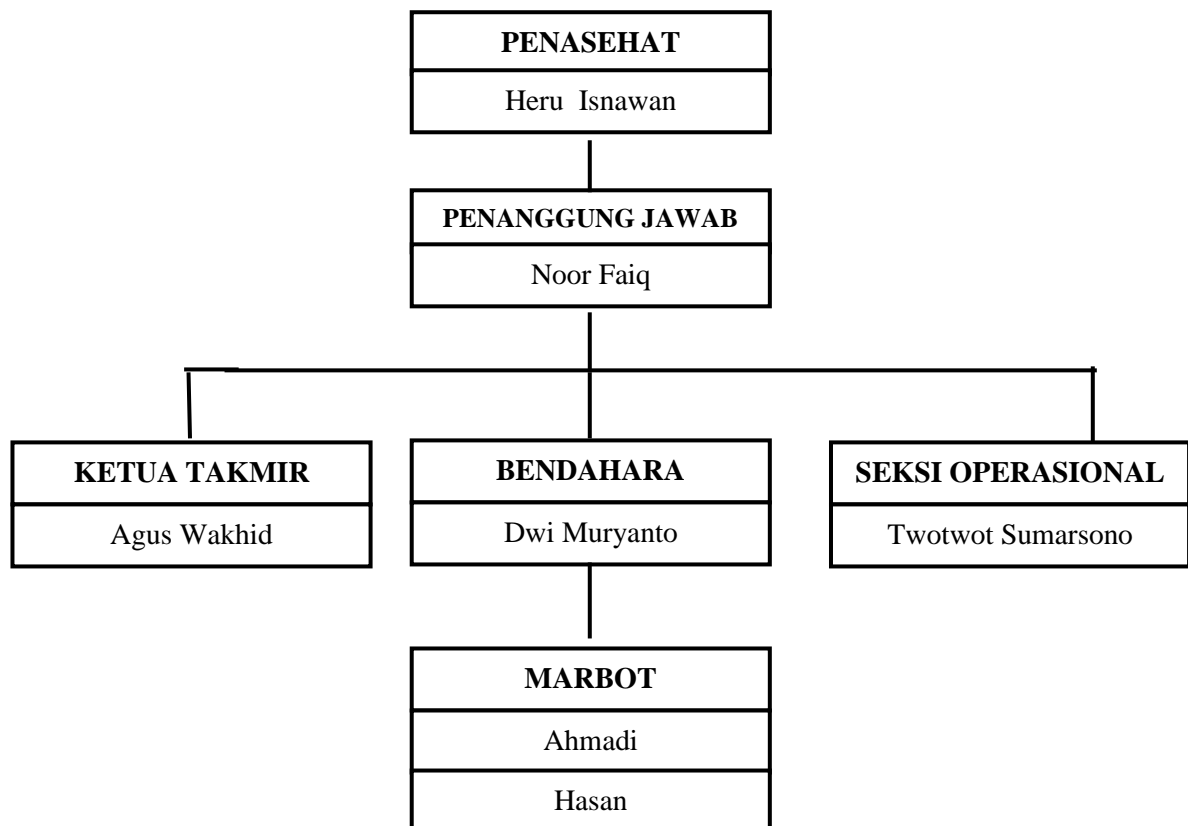 PENASEHAT
Heru Isnawan
PENANGGUNG JAWAB
Noor Faiq
KETUA TAKMIR
Agus Wakhid
BENDAHARA
Dwi Muryanto
SEKSI OPERASIONAL
Twotwot Sumarsono
MARBOT
Ahmadi
Hasan